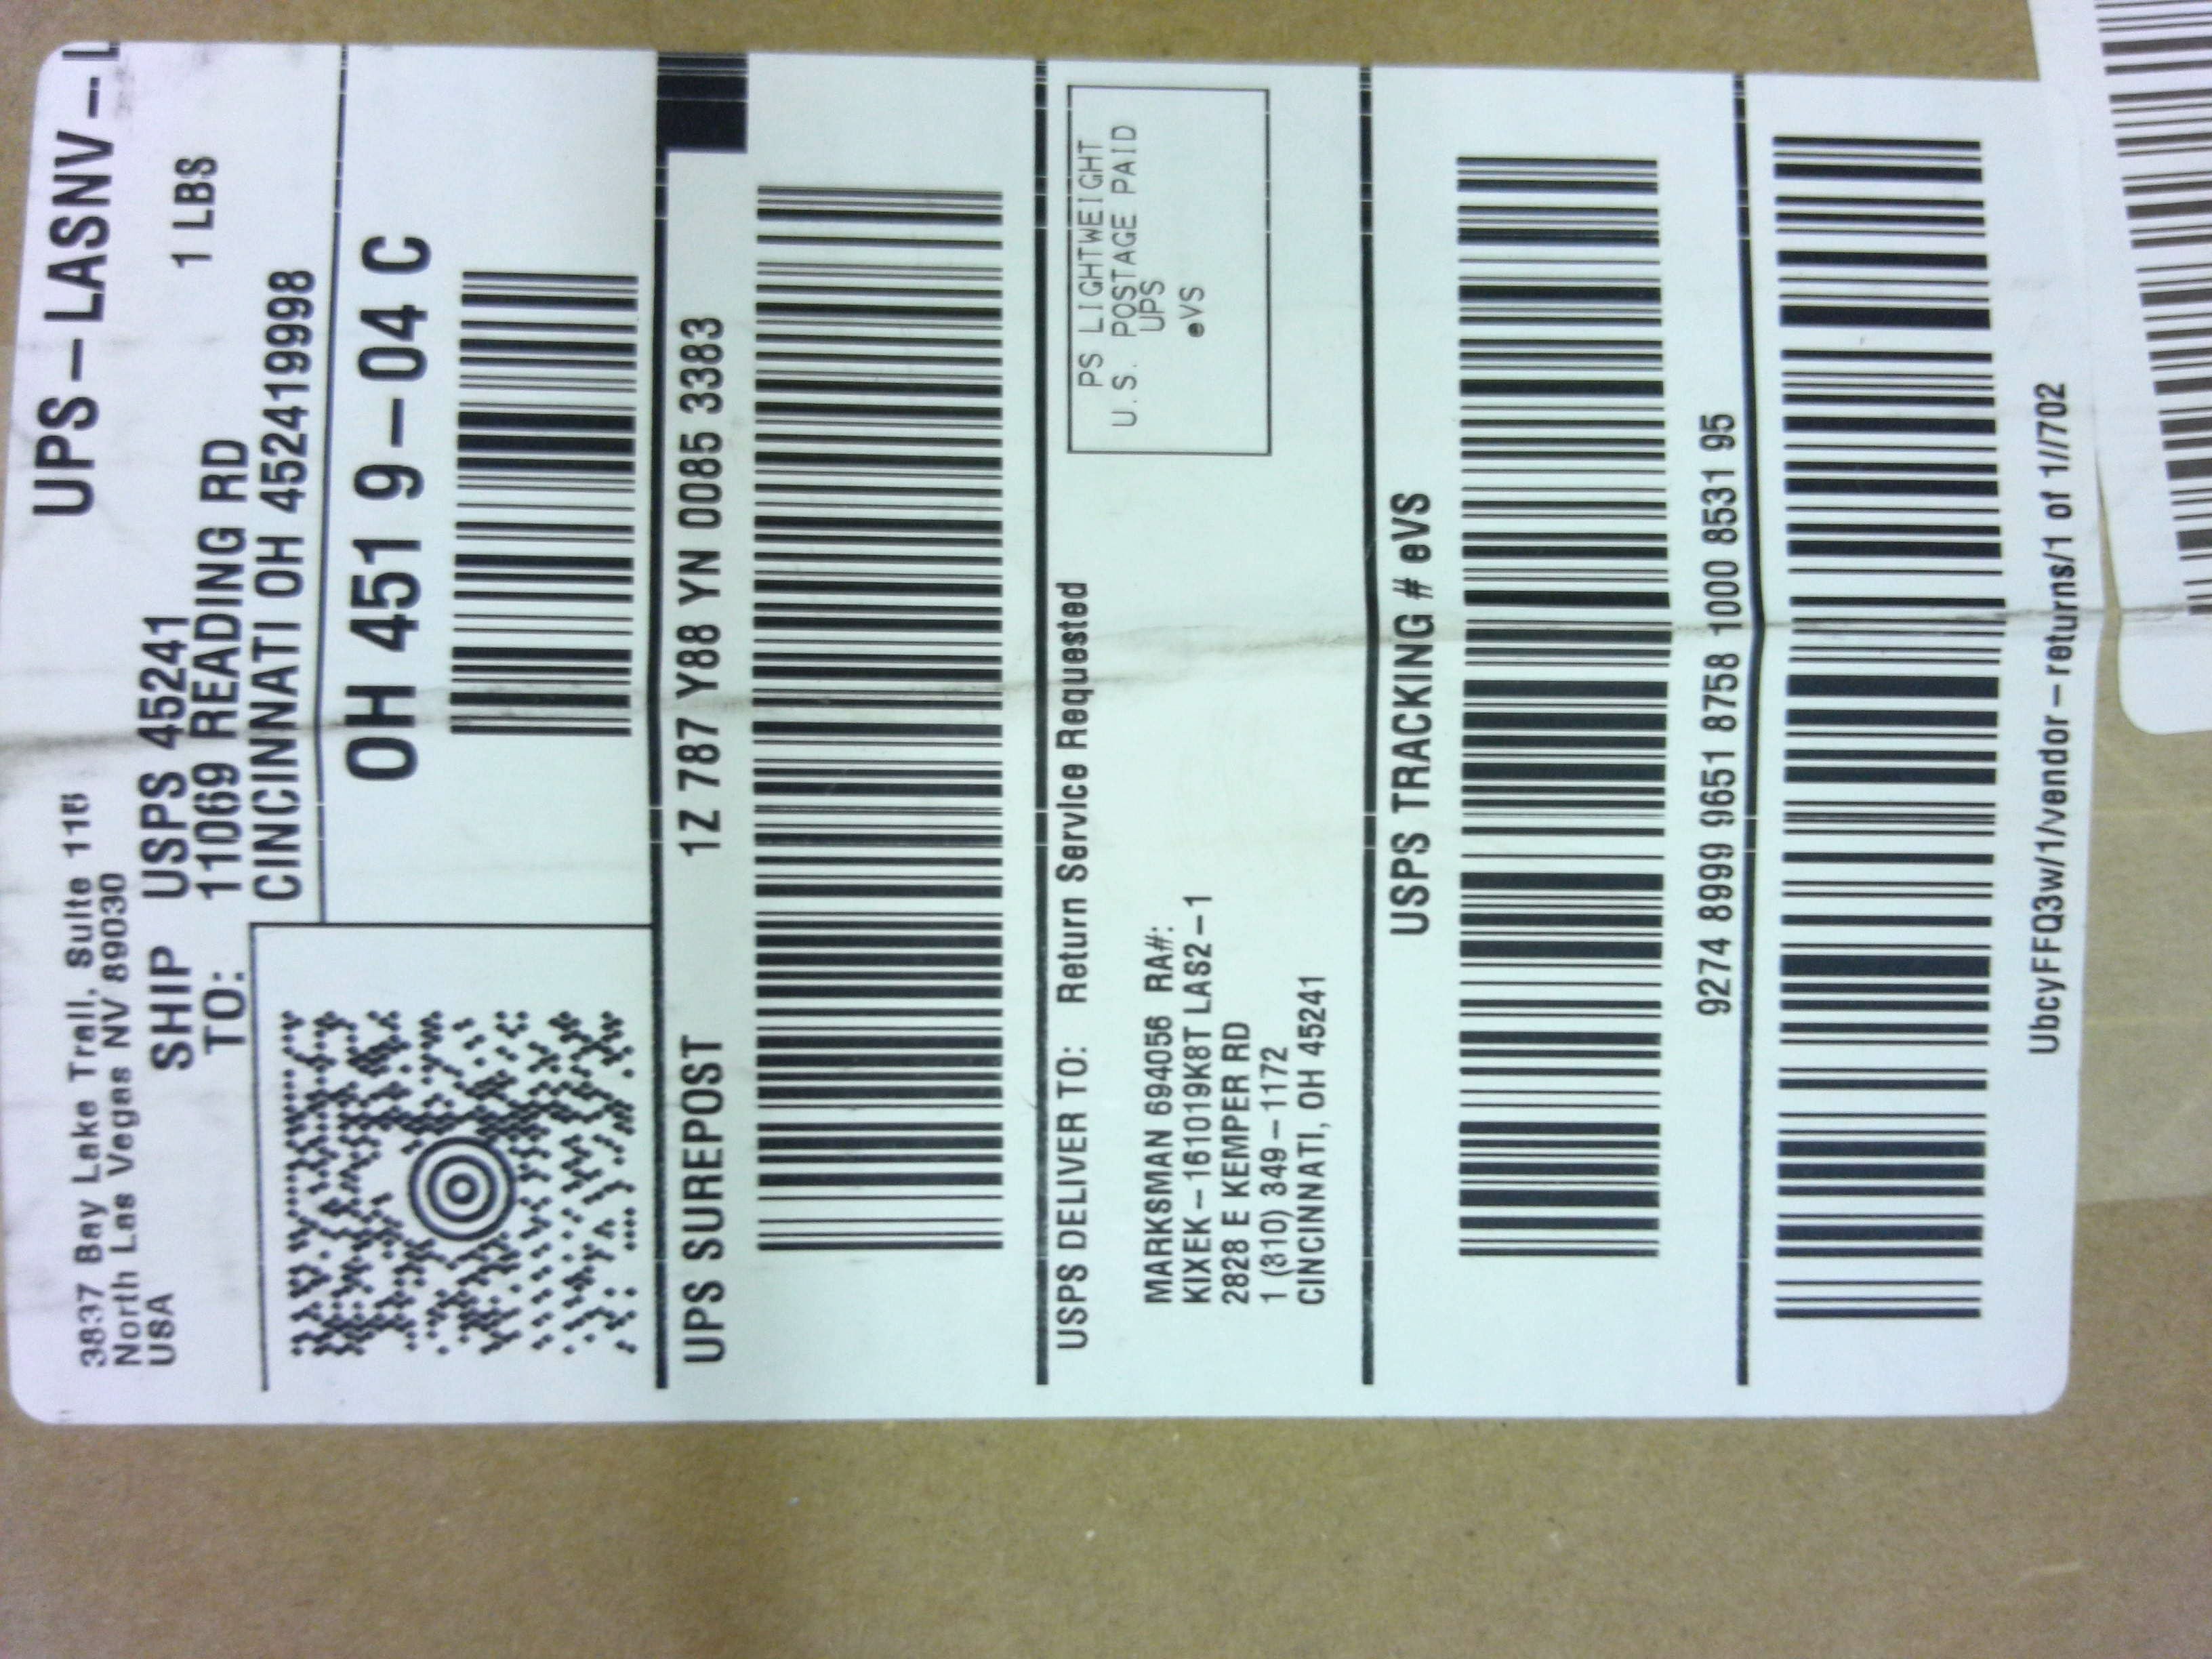 UPS-LASNV-L
3837 Bay Lake Trail, Suite 115
North Las Vegas NV 89030
USA
1 LBS
SHIP TO: USPS 45241
11069 READING RD
CINCINNATI OH 452419998
OH 451 9-04 C
UPS SUREPOST
1Z 787 Y88 YN 0085 3383
USPS DELIVER TO: Return Service Requested
PS LIGHTWEIGHT
U.S. POSTAGE PAID
UPS
eVS
MARKSMAN 694056 RA#:
KIXEK-161019K8T LAS2-1
2828 E KEMPER RD
1 (310) 349-1172
CINCINNATI, OH 45241
USPS TRACKING # eVS
9274 8999 9651 8758 1000 8531 95
UbcyFFQ3w/1/vendor-returns/1 of 1//702